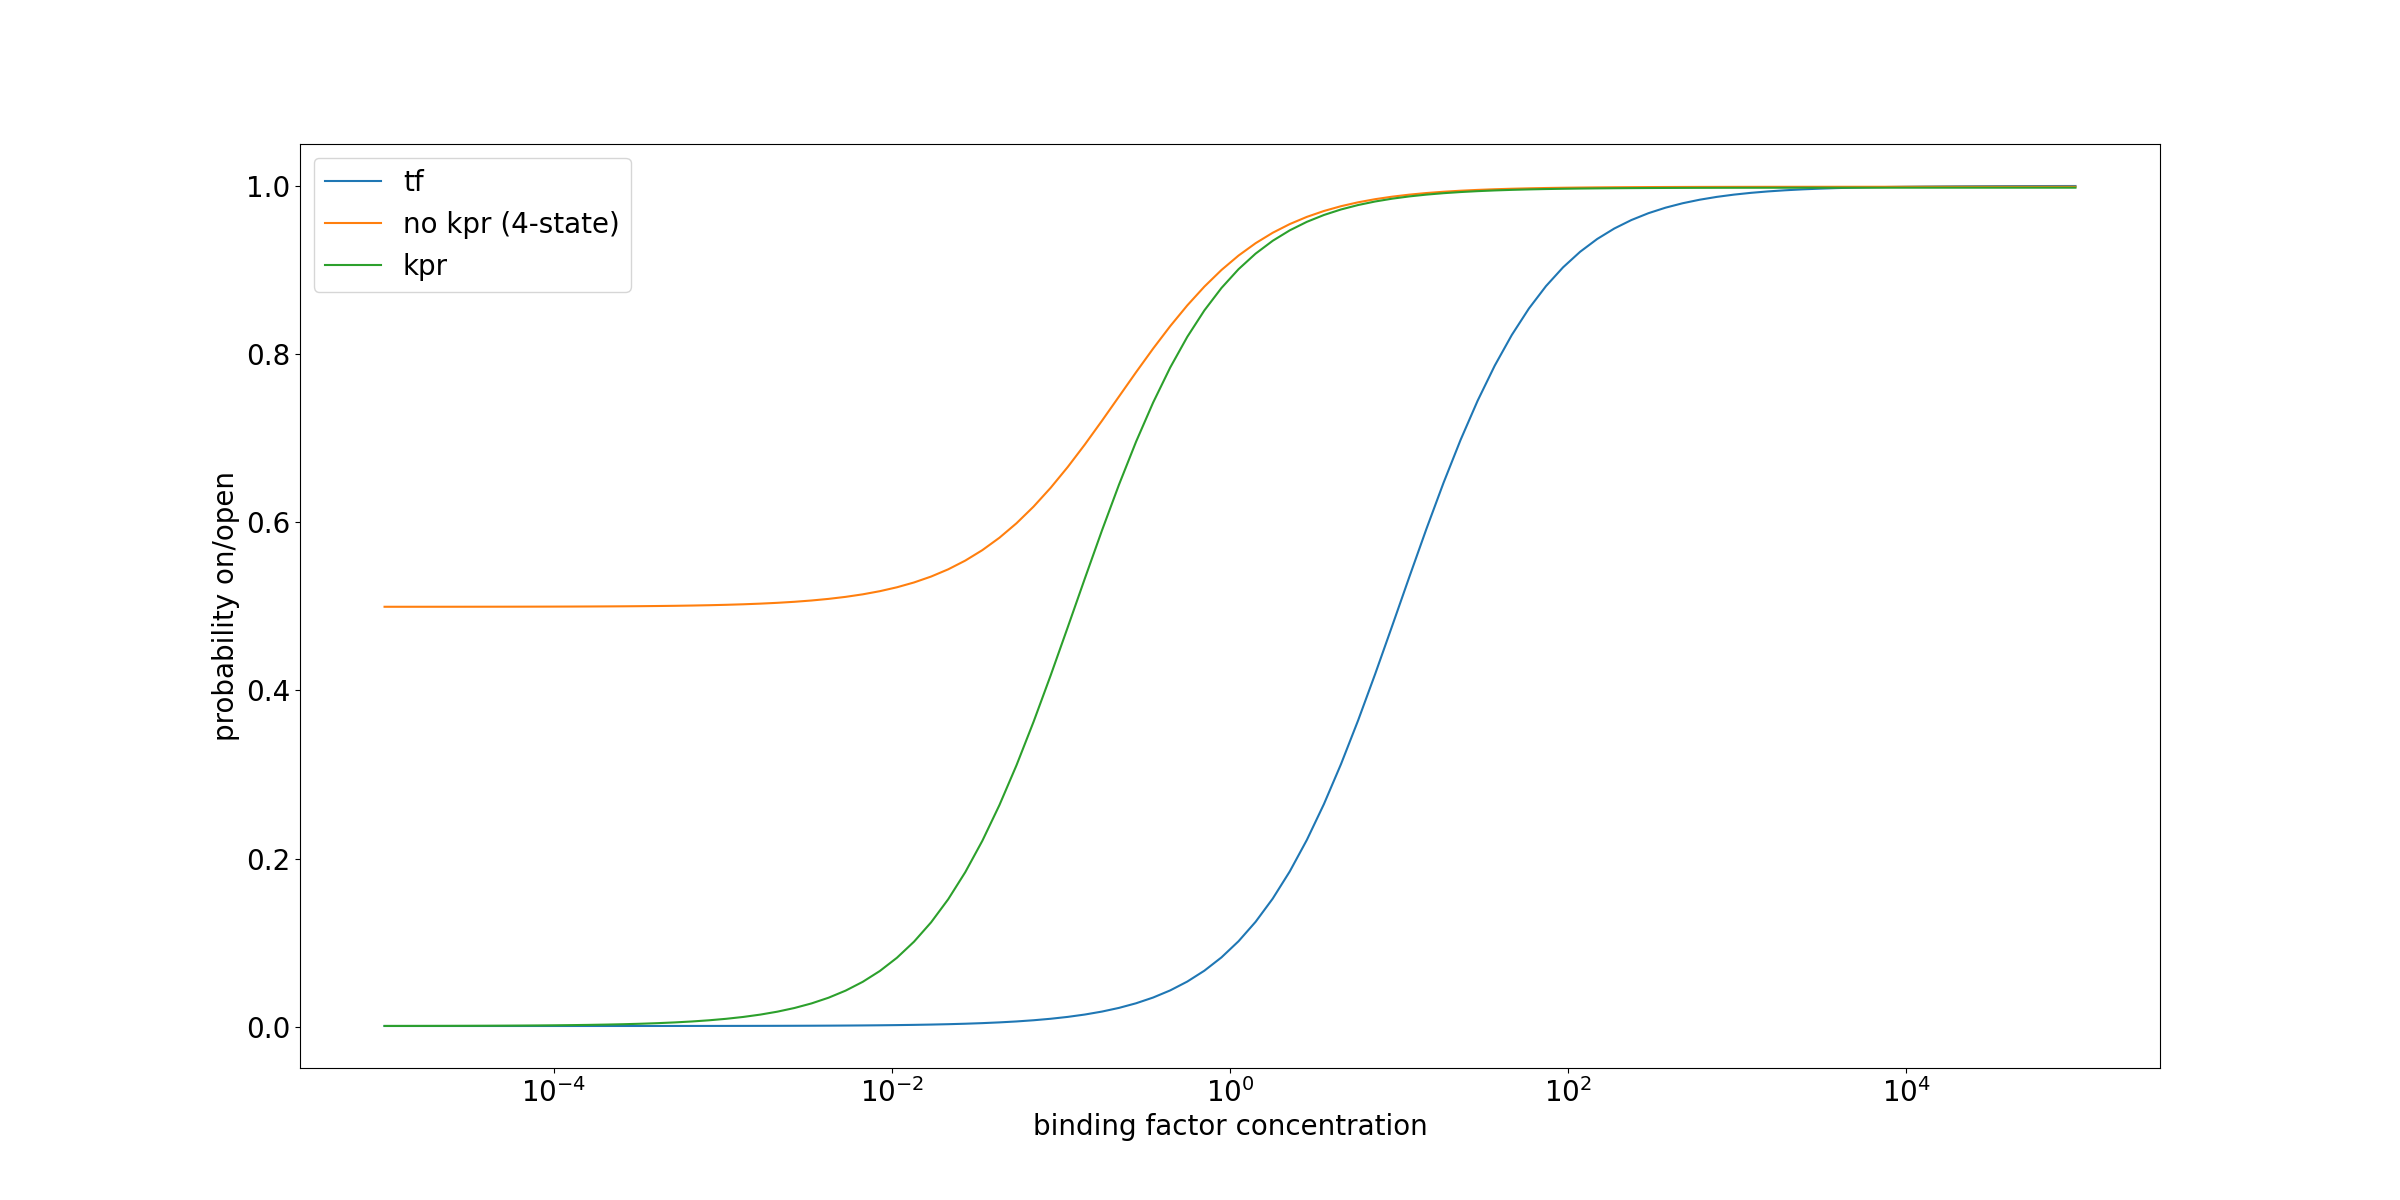 tf
no kpr (4-state)
kpr
1.0
0.8
0.6
0.4
0.2
0.0
probability on/open
10⁻⁴ 10⁻² 10⁰ 10² 10⁴
binding factor concentration